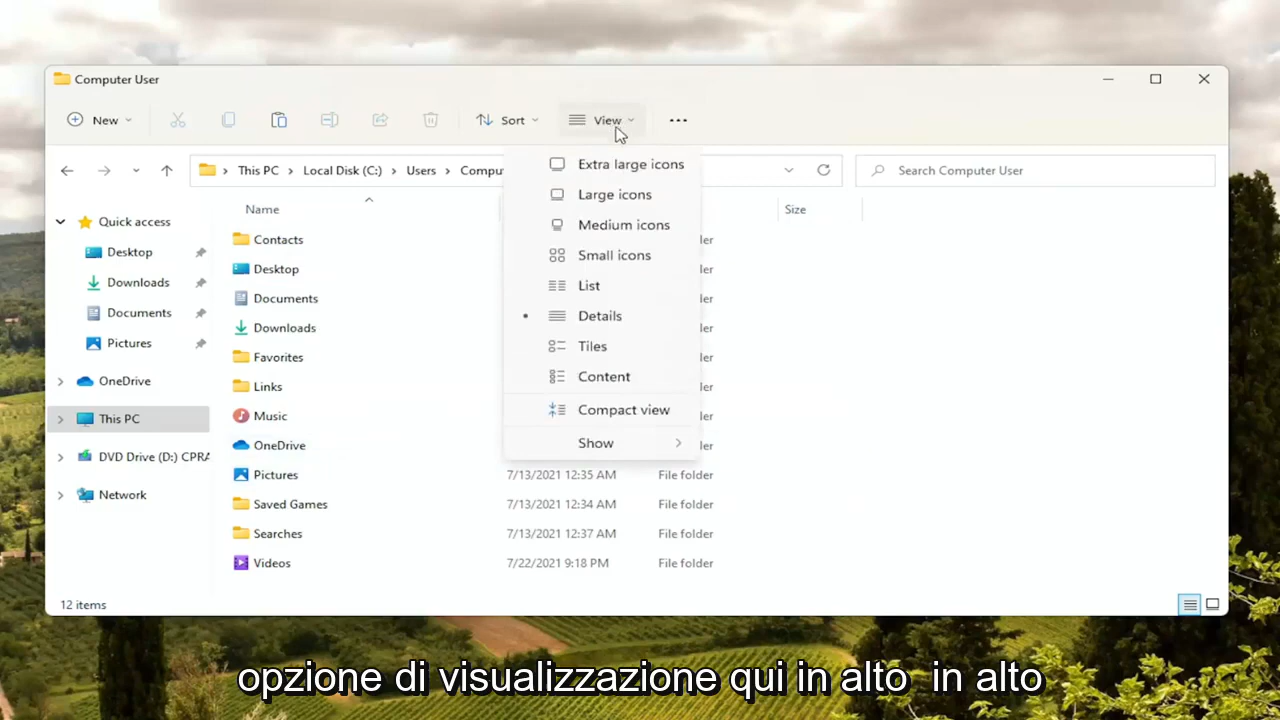 Computer User
New
Sort
View
This PC
Local Disk (C:)
Users
Search Computer User
Name
Size
Extra large icons
Large icons
Medium icons
Small icons
List
Details
Tiles
Content
Compact view
Show
Quick access
Desktop
Downloads
Documents
Pictures
OneDrive
This PC
DVD Drive (D:) CPRA
Network
Contacts
Desktop
Documents
Downloads
Favorites
Links
Music
OneDrive
Pictures 7/13/2021 12:35 AM File folder
Saved Games 7/13/2021 12:34 AM File folder
Searches 7/13/2021 12:37 AM File folder
Videos 7/22/2021 9:18 PM File folder
12 items
opzione di visualizzazione qui in alto in alto